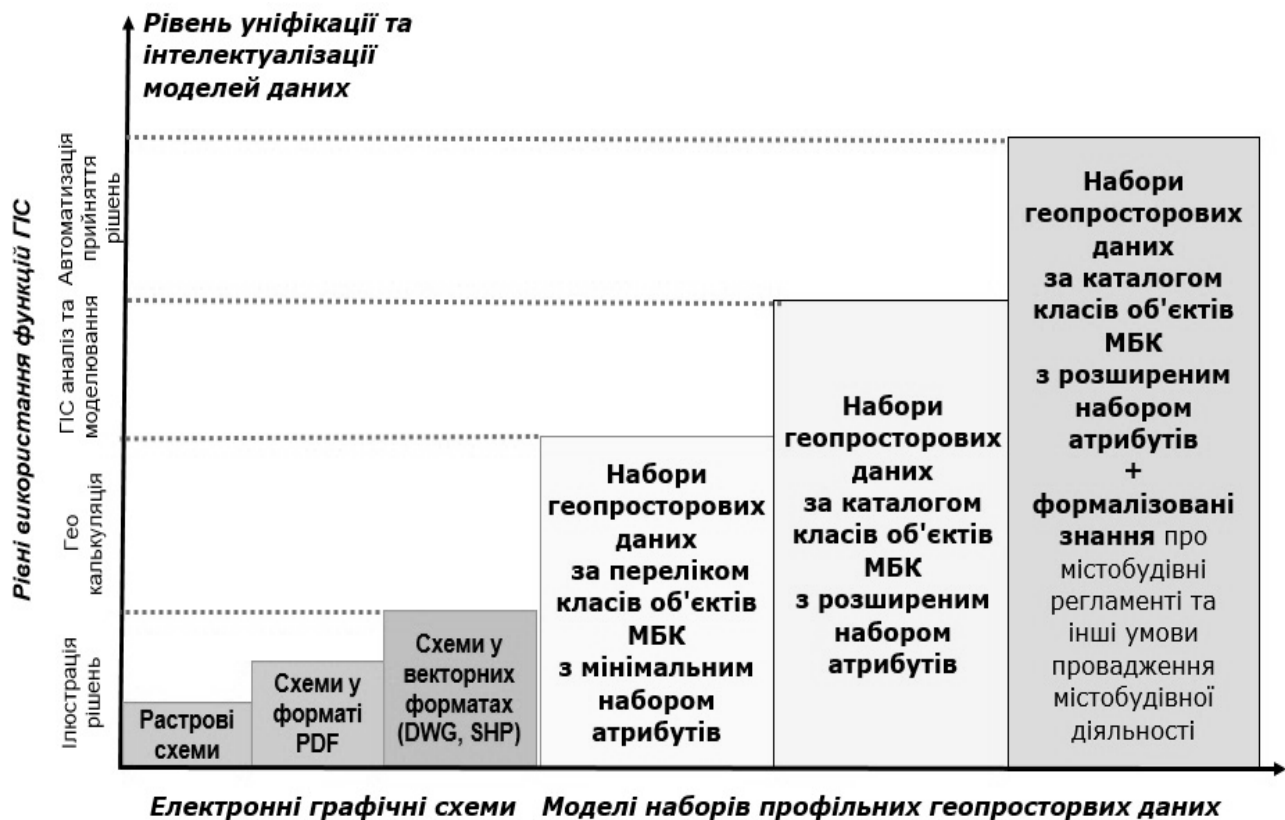 Рівень уніфікації та
інтелектуалізації
моделей даних
Рівні використання функцій ГІС
Автоматизація
прийняття
рішень
ГІС аналіз та
моделювання
Гео
калькуляція
Ілюстрація
рішень
Растрові
схеми
Схеми у
форматі
PDF
Схеми у
векторних
форматах
(DWG, SHP)
Набори
геопросторових
даних
за переліком
класів об'єктів
МБК
з мінімальним
набором
атрибутів
Набори
геопросторових
даних
за каталогом
класів об'єктів
МБК
з розширеним
набором
атрибутів
Набори
геопросторових
даних
за каталогом
класів об'єктів
МБК
з розширеним
набором
атрибутів
+
формалізовані
знання про
містобудівні
регламенті та
інші умови
провадження
містобудівної
діяльності
Електронні графічні схеми
Моделі наборів профільних геопросторвих даних